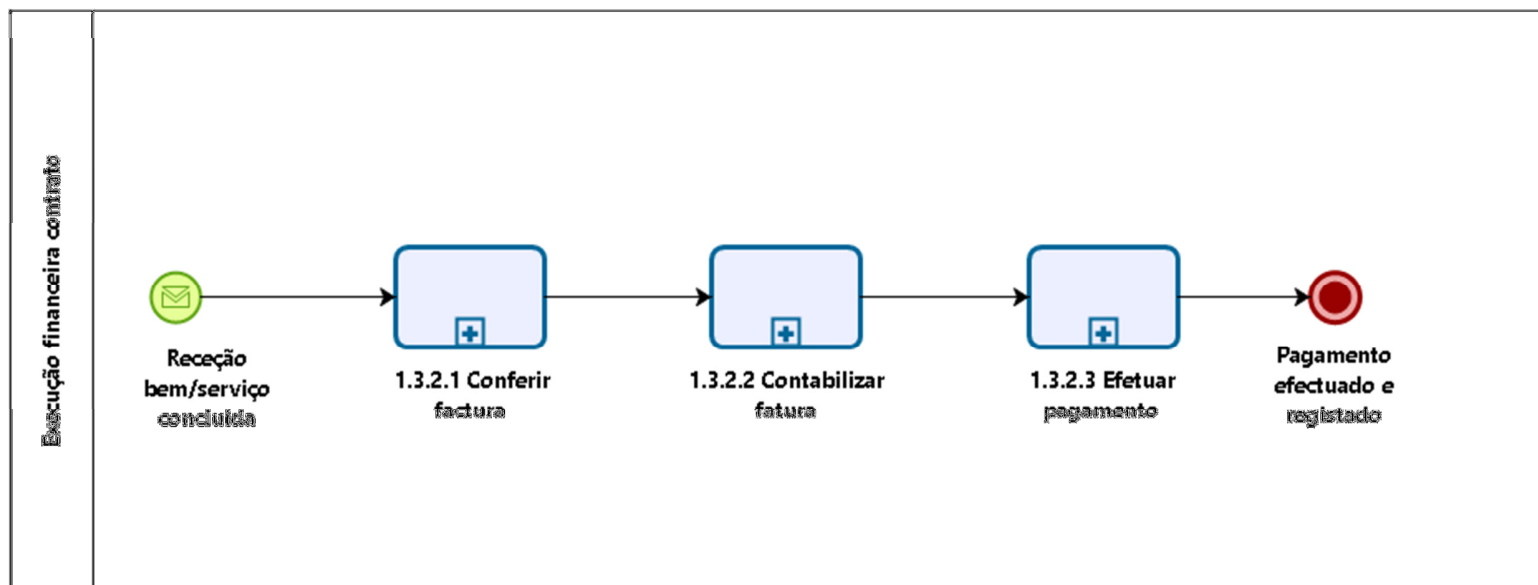 Execução financeira contrato
Receção
bem/serviço
concluída
1.3.2.1 Conferir
factura
1.3.2.2 Contabilizar
fatura
1.3.2.3 Efetuar
pagamento
Pagamento
efectuado e
registado